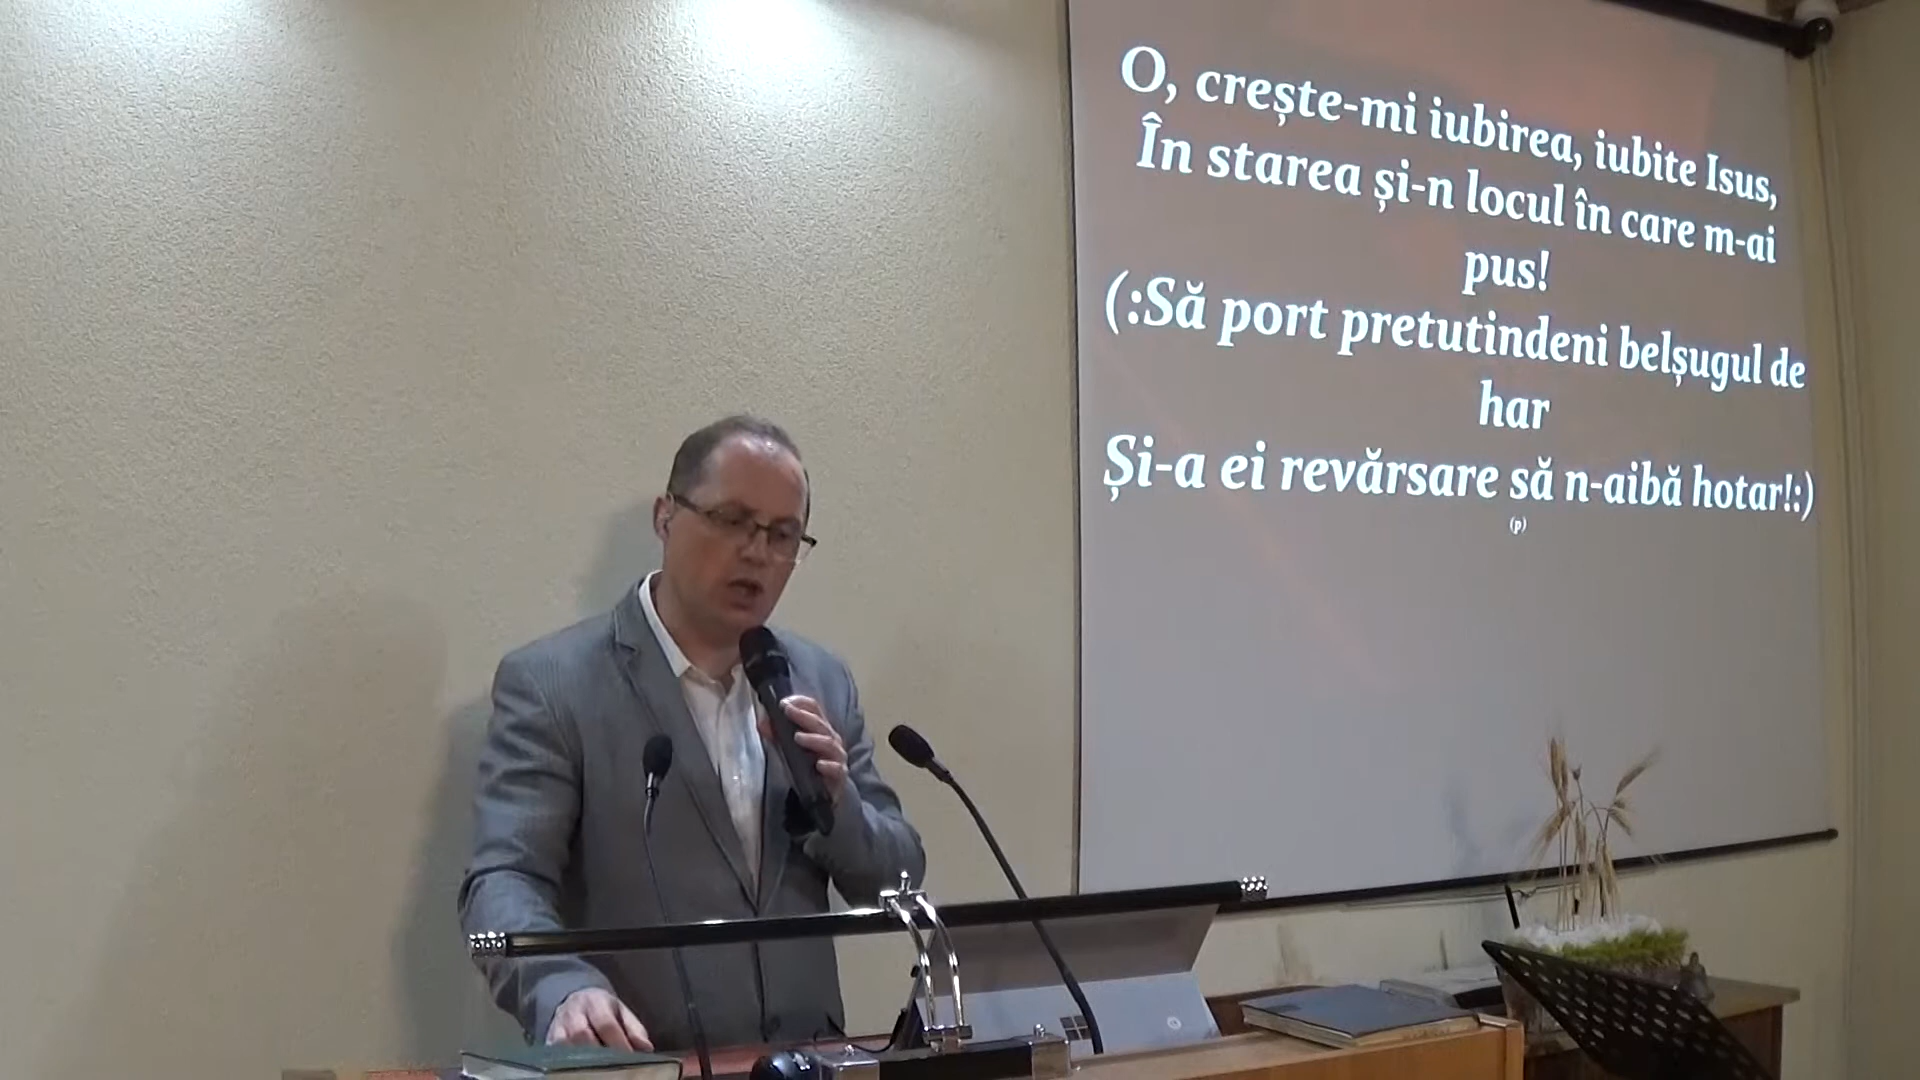 O, crește-mi iubirea, iubite Isus,
În starea și-n locul în care m-ai
pus!
(:Să port pretutindeni belșugul de
har
Și-a ei revărsare să n-aibă hotar!:)
(p)